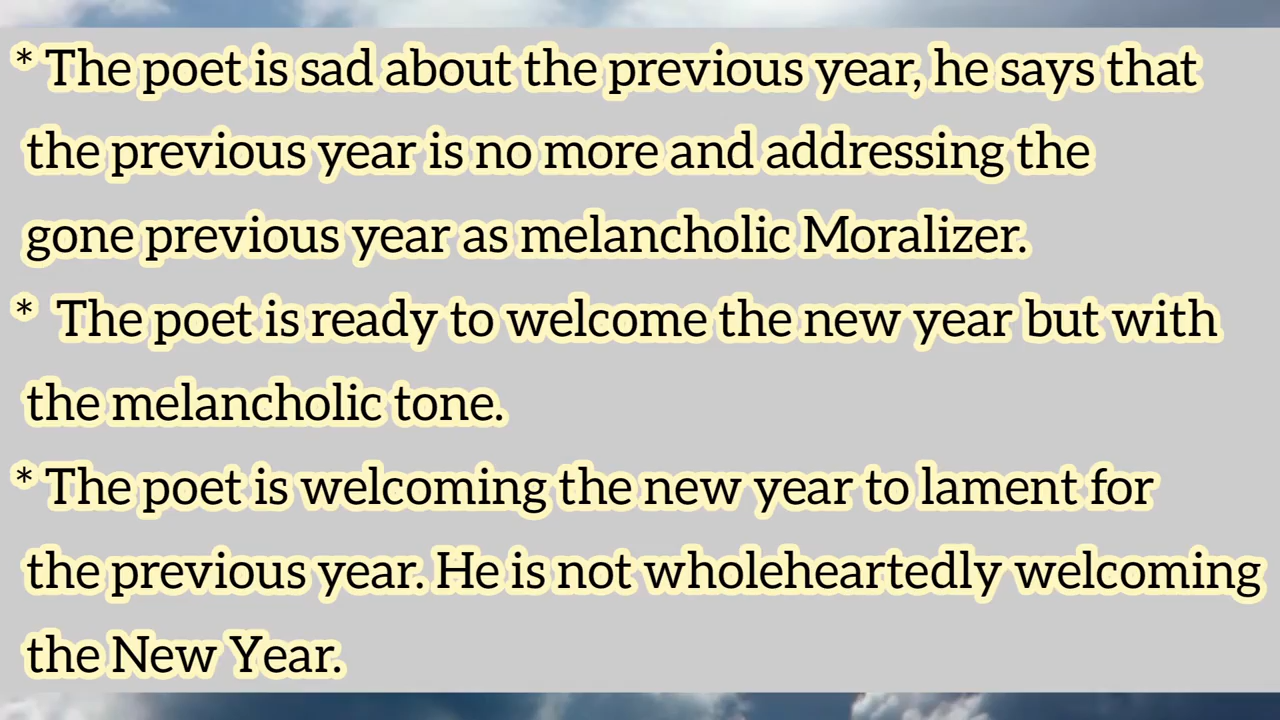 * The poet is sad about the previous year, he says that
the previous year is no more and addressing the
gone previous year as melancholic Moralizer.
* The poet is ready to welcome the new year but with
the melancholic tone.
* The poet is welcoming the new year to lament for
the previous year. He is not wholeheartedly welcoming
the New Year.